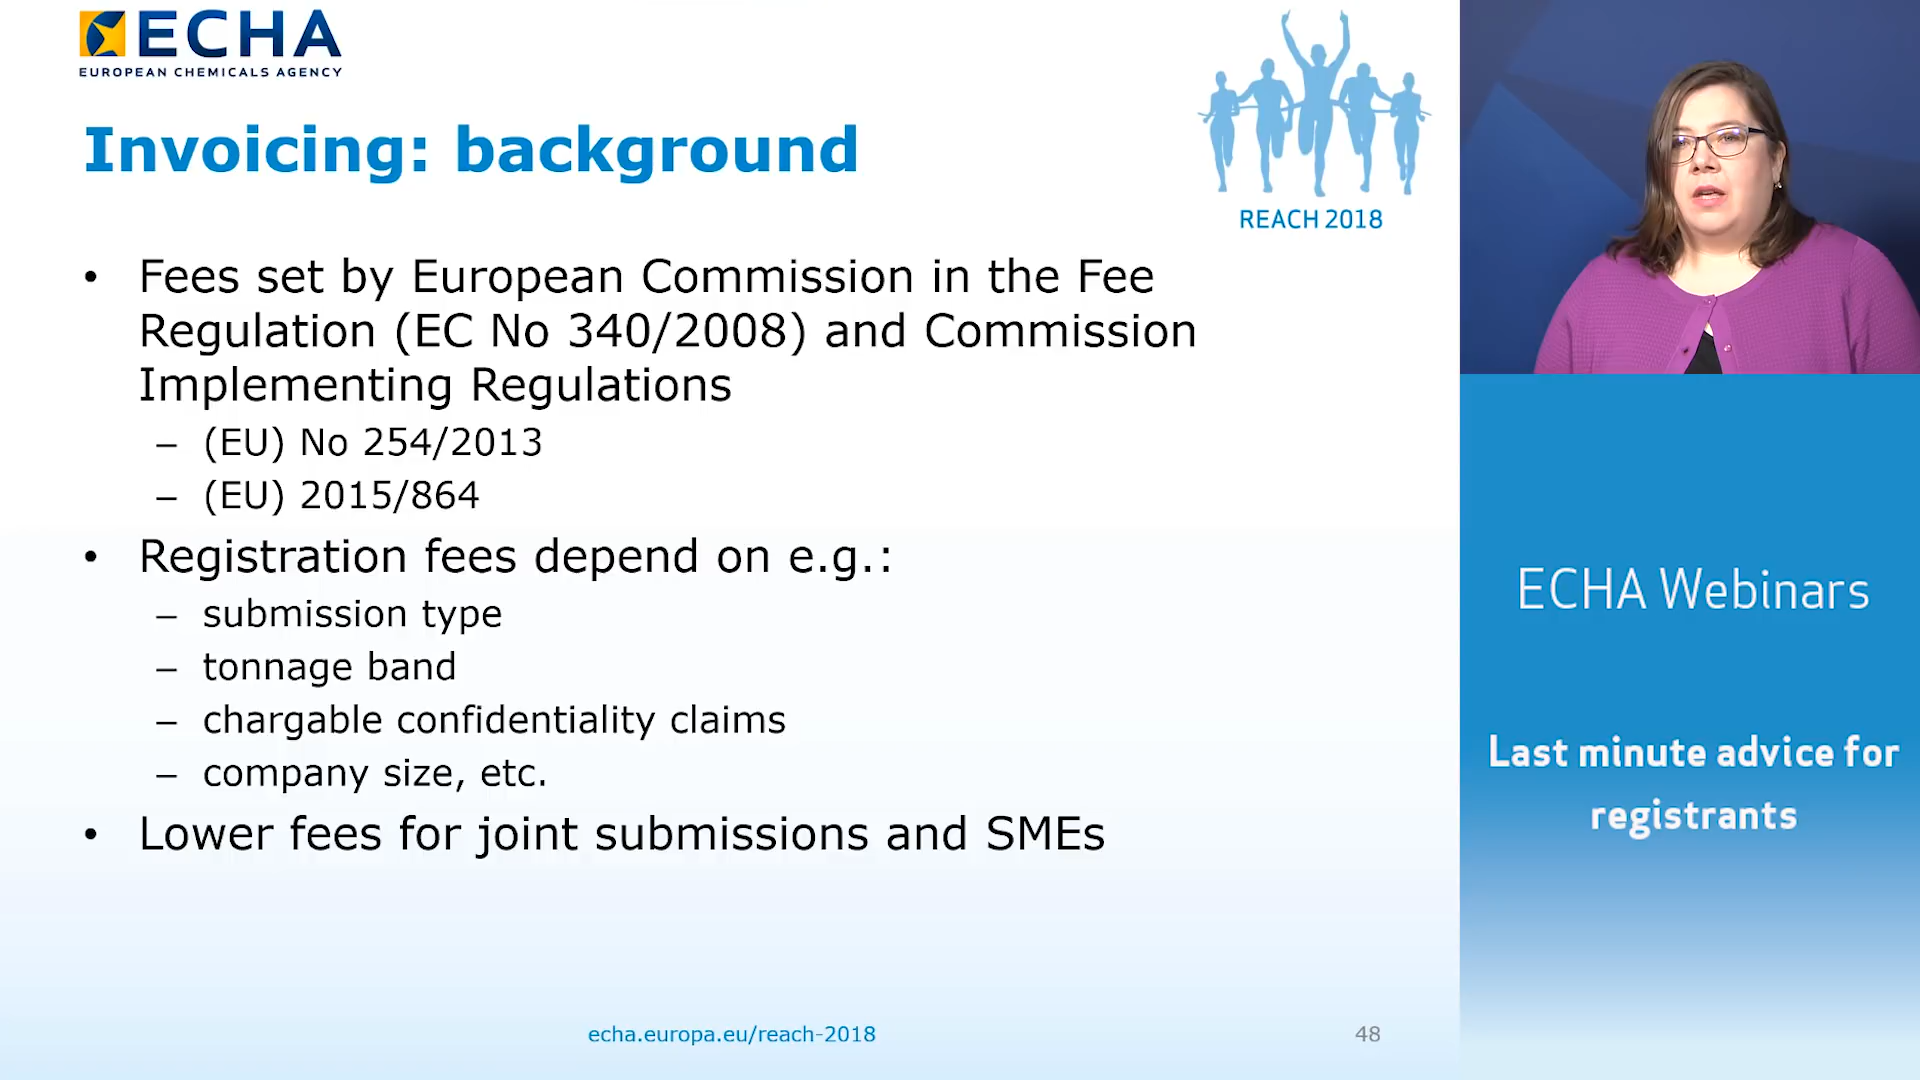 ECHA
EUROPEAN CHEMICALS AGENCY
Invoicing: background
REACH 2018
• Fees set by European Commission in the Fee
Regulation (EC No 340/2008) and Commission
Implementing Regulations
– (EU) No 254/2013
– (EU) 2015/864
• Registration fees depend on e.g.:
– submission type
– tonnage band
– chargable confidentiality claims
– company size, etc.
• Lower fees for joint submissions and SMEs
echa.europa.eu/reach-2018
48
ECHA Webinars
Last minute advice for
registrants